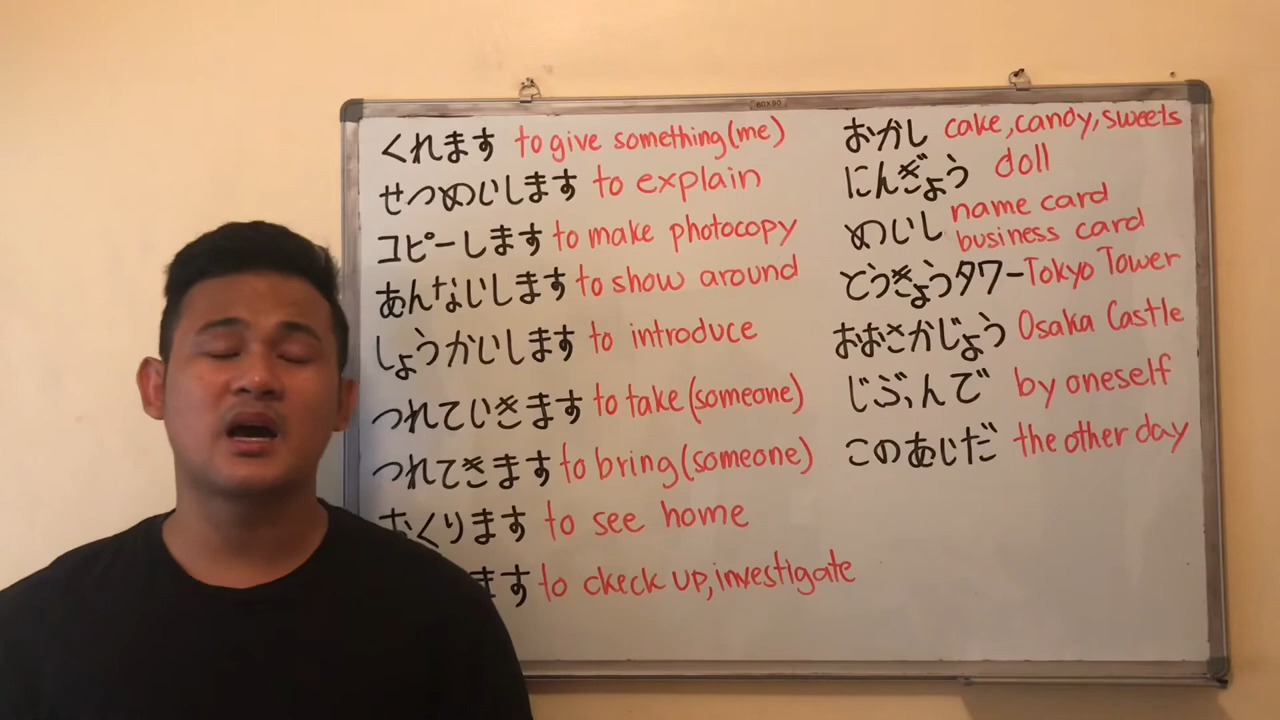 60X90
くれます to give something(me)
せつめいします to explain
コピーします to make photocopy
あんないします to show around
しょうかいします to introduce
つれていきます to take(someone)
つれてきます to bring(someone)
おくります to see home
ます to ckeck up,investigate
おかし cake,candy,sweets
にんぎょう doll
めいし name card
business card
とうきょうタワー Tokyo Tower
おおさかじょう Osaka Castle
じぶんで by oneself
このあじだ the other day